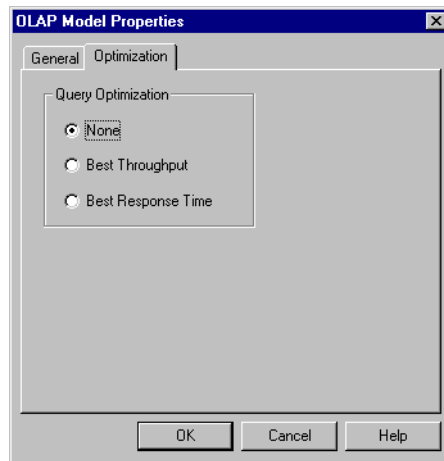 OLAP Model Properties
General Optimization
Query Optimization
None
Best Throughput
Best Response Time
OK Cancel Help